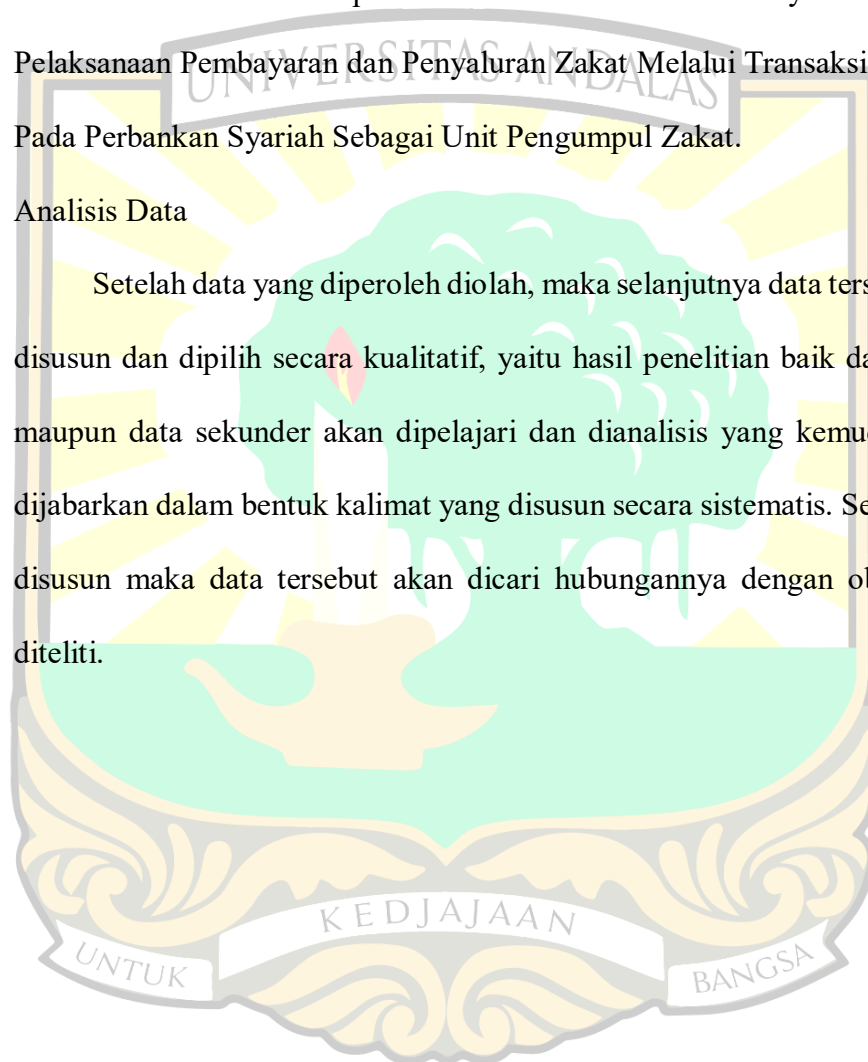 Pelaksanaan Pembayaran dan Penyaluran Zakat Melalui Transaksi
Pada Perbankan Syariah Sebagai Unit Pengumpul Zakat.
Analisis Data
Setelah data yang diperoleh diolah, maka selanjutnya data ters
disusun dan dipilih secara kualitatif, yaitu hasil penelitian baik da
maupun data sekunder akan dipelajari dan dianalisis yang kemu
dijabarkan dalam bentuk kalimat yang disusun secara sistematis. Se
disusun maka data tersebut akan dicari hubungannya dengan ob
diteliti.
UNIVERSITAS ANDALAS
KEDJAJAAN
UNTUK
BANGSA